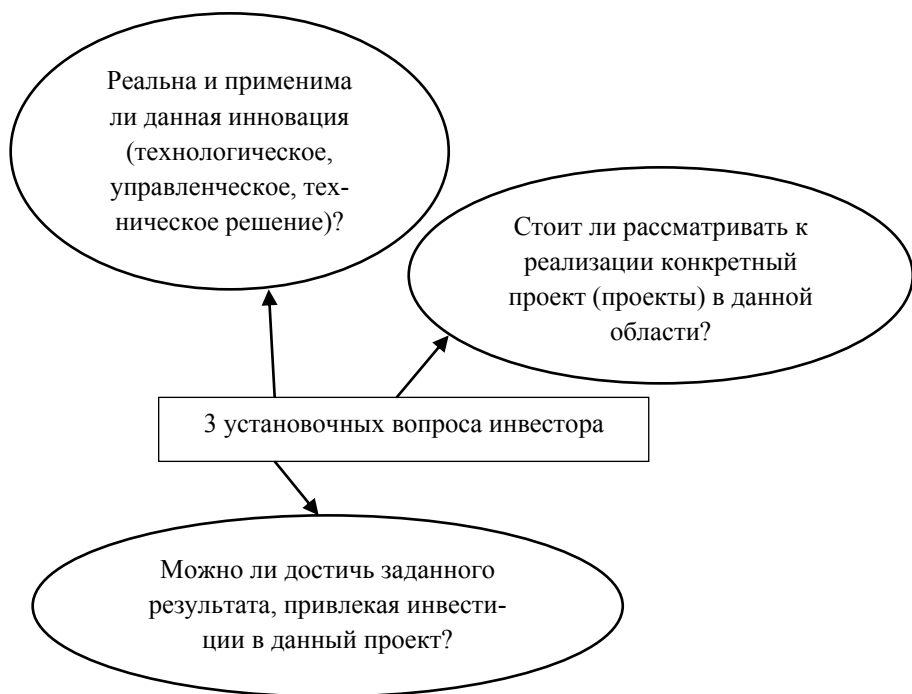 Реальна и применима
ли данная инновация
(технологическое,
управленческое, тех-
ническое решение)?
Стоит ли рассматривать к
реализации конкретный
проект (проекты) в данной
области?
3 установочных вопроса инвестора
Можно ли достичь заданного
результата, привлекая инвести-
ции в данный проект?